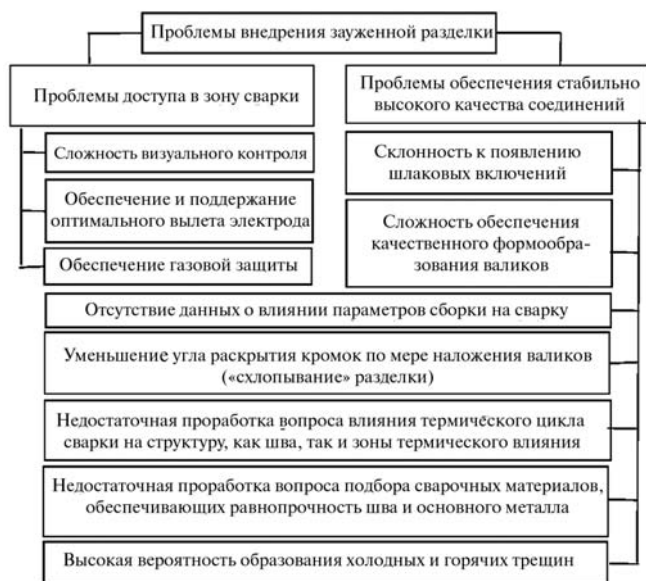 Проблемы внедрения зауженной разделки
Проблемы доступа в зону сварки
Проблемы обеспечения стабильно
высокого качества соединений
Сложность визуального контроля
Обеспечение и поддержание
оптимального вылета электрода
Обеспечение газовой защиты
Склонность к появлению
шлаковых включений
Сложность обеспечения
качественного формообра-
зования валиков
Отсутствие данных о влиянии параметров сборки на сварку
Уменьшение угла раскрытия кромок по мере наложения валиков
(«схлопывание» разделки)
Недостаточная проработка вопроса влияния термического цикла
сварки на структуру, как шва, так и зоны термического влияния
Недостаточная проработка вопроса подбора сварочных материалов,
обеспечивающих равнопрочность шва и основного металла
Высокая вероятность образования холодных и горячих трещин